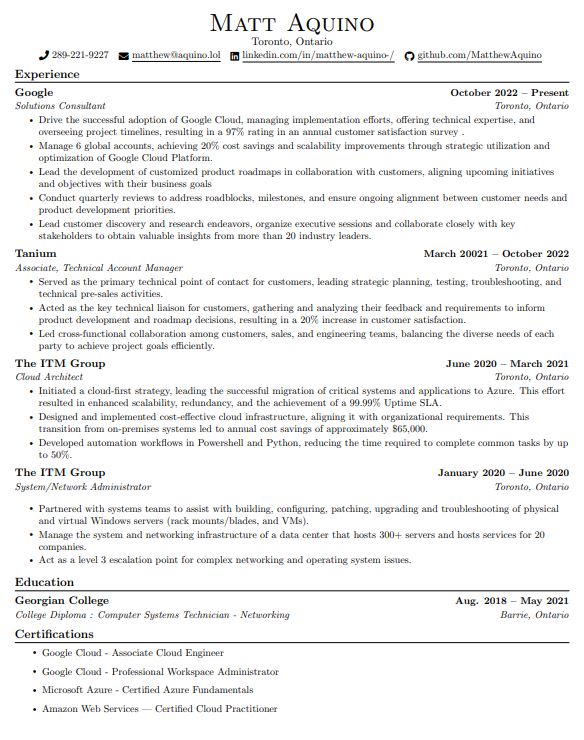 Matt Aquino
Toronto, Ontario
289-221-9227 matthew@aquino.lol linkedin.com/in/matthew-aquino-/ github.com/MatthewAquino
Experience
Google October 2022 – Present
Solutions Consultant Toronto, Ontario
• Drive the successful adoption of Google Cloud, managing implementation efforts, offering technical expertise, and
overseeing project timelines, resulting in a 97% rating in an annual customer satisfaction survey .
• Manage 6 global accounts, achieving 20% cost savings and scalability improvements through strategic utilization and
optimization of Google Cloud Platform.
• Lead the development of customized product roadmaps in collaboration with customers, aligning upcoming initiatives
and objectives with their business goals
• Conduct quarterly reviews to address roadblocks, milestones, and ensure ongoing alignment between customer needs and
product development priorities.
• Lead customer discovery and research endeavors, organize executive sessions and collaborate closely with key
stakeholders to obtain valuable insights from more than 20 industry leaders.
Tanium March 20021 – October 2022
Associate, Technical Account Manager Toronto, Ontario
• Served as the primary technical point of contact for customers, leading strategic planning, testing, troubleshooting, and
technical pre-sales activities.
• Acted as the key technical liaison for customers, gathering and analyzing their feedback and requirements to inform
product development and roadmap decisions, resulting in a 20% increase in customer satisfaction.
• Led cross-functional collaboration among customers, sales, and engineering teams, balancing the diverse needs of each
party to achieve project goals efficiently.
The ITM Group June 2020 – March 2021
Cloud Architect Toronto, Ontario
• Initiated a cloud-first strategy, leading the successful migration of critical systems and applications to Azure. This effort
resulted in enhanced scalability, redundancy, and the achievement of a 99.99% Uptime SLA.
• Designed and implemented cost-effective cloud infrastructure, aligning it with organizational requirements. This
transition from on-premises systems led to annual cost savings of approximately $65,000.
• Developed automation workflows in Powershell and Python, reducing the time required to complete common tasks by up
to 50%.
The ITM Group January 2020 – June 2020
System/Network Administrator Toronto, Ontario
• Partnered with systems teams to assist with building, configuring, patching, upgrading and troubleshooting of physical
and virtual Windows servers (rack mounts/blades, and VMs).
• Manage the system and networking infrastructure of a data center that hosts 300+ servers and hosts services for 20
companies.
• Act as a level 3 escalation point for complex networking and operating system issues.
Education
Georgian College Aug. 2018 – May 2021
College Diploma : Computer Systems Technician - Networking Barrie, Ontario
Certifications
• Google Cloud - Associate Cloud Engineer
• Google Cloud - Professional Workspace Administrator
• Microsoft Azure - Certified Azure Fundamentals
• Amazon Web Services — Certified Cloud Practitioner